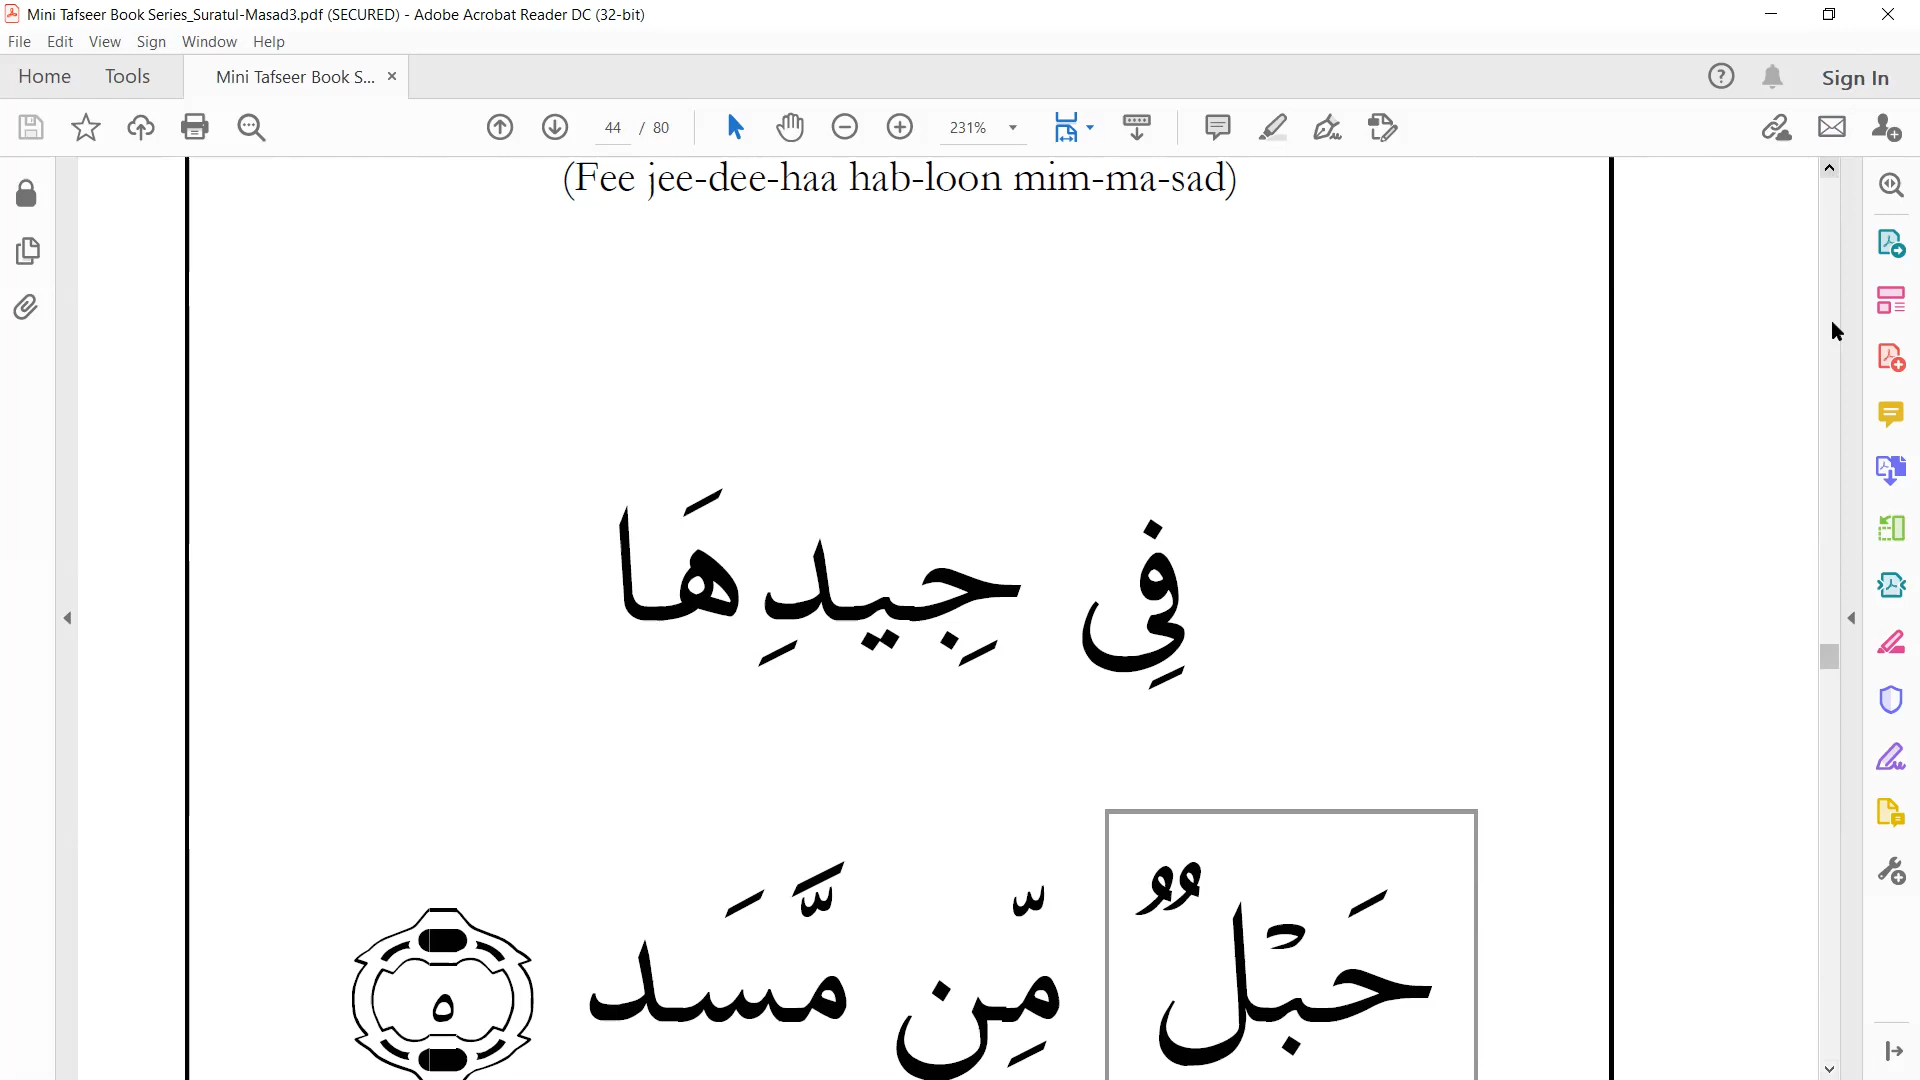 Mini Tafseer Book Series_Suratul-Masad3.pdf (SECURED) - Adobe Acrobat Reader DC (32-bit)
File Edit View Sign Window Help
Home Tools Mini Tafseer Book S... Sign In
44 / 80 231%
(Fee jee-dee-haa hab-loon mim-ma-sad)
فِي جِيدِهَا
حَبْلٌ مِّن مَّسَد ٥